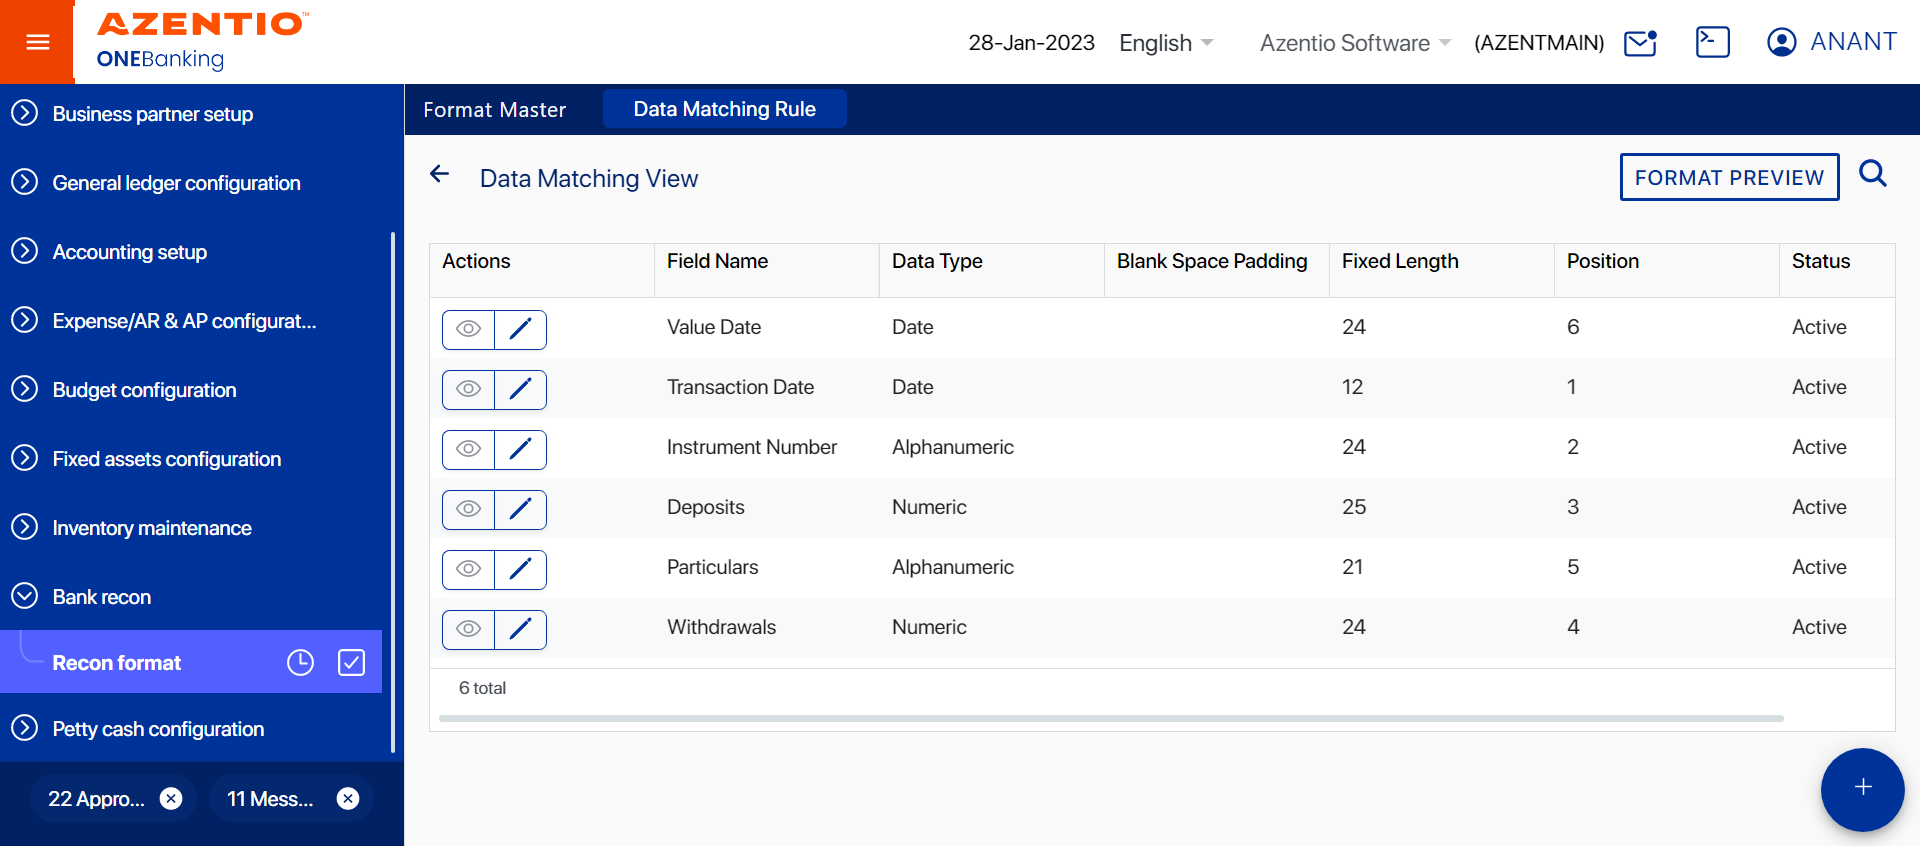 AZENTIO™
ONEBanking
28-Jan-2023 English Azentio Software (AZENTMAIN) ANANT
Business partner setup
General ledger configuration
Accounting setup
Expense/AR & AP configurat...
Budget configuration
Fixed assets configuration
Inventory maintenance
Bank recon
Recon format
Petty cash configuration
22 Appro... 11 Mess...
Format Master Data Matching Rule
Data Matching View FORMAT PREVIEW
Actions Field Name Data Type Blank Space Padding Fixed Length Position Status
Value Date Date 24 6 Active
Transaction Date Date 12 1 Active
Instrument Number Alphanumeric 24 2 Active
Deposits Numeric 25 3 Active
Particulars Alphanumeric 21 5 Active
Withdrawals Numeric 24 4 Active
6 total